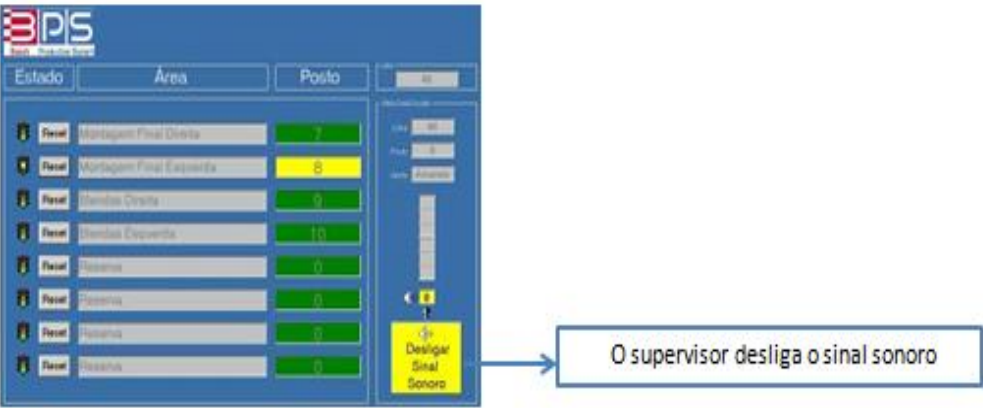 BPS
Estado Área Posto
Reset Montagem Final Direita 7
Reset Montagem Final Esquerda 8
Reset Direita 9
Reset Esquerda 10
Reset Reserva 0
Reset Reserva 0
Reset Reserva 0
Reset Reserva 0
Amarelo
Desligar
Sinal
Sonoro
O supervisor desliga o sinal sonoro